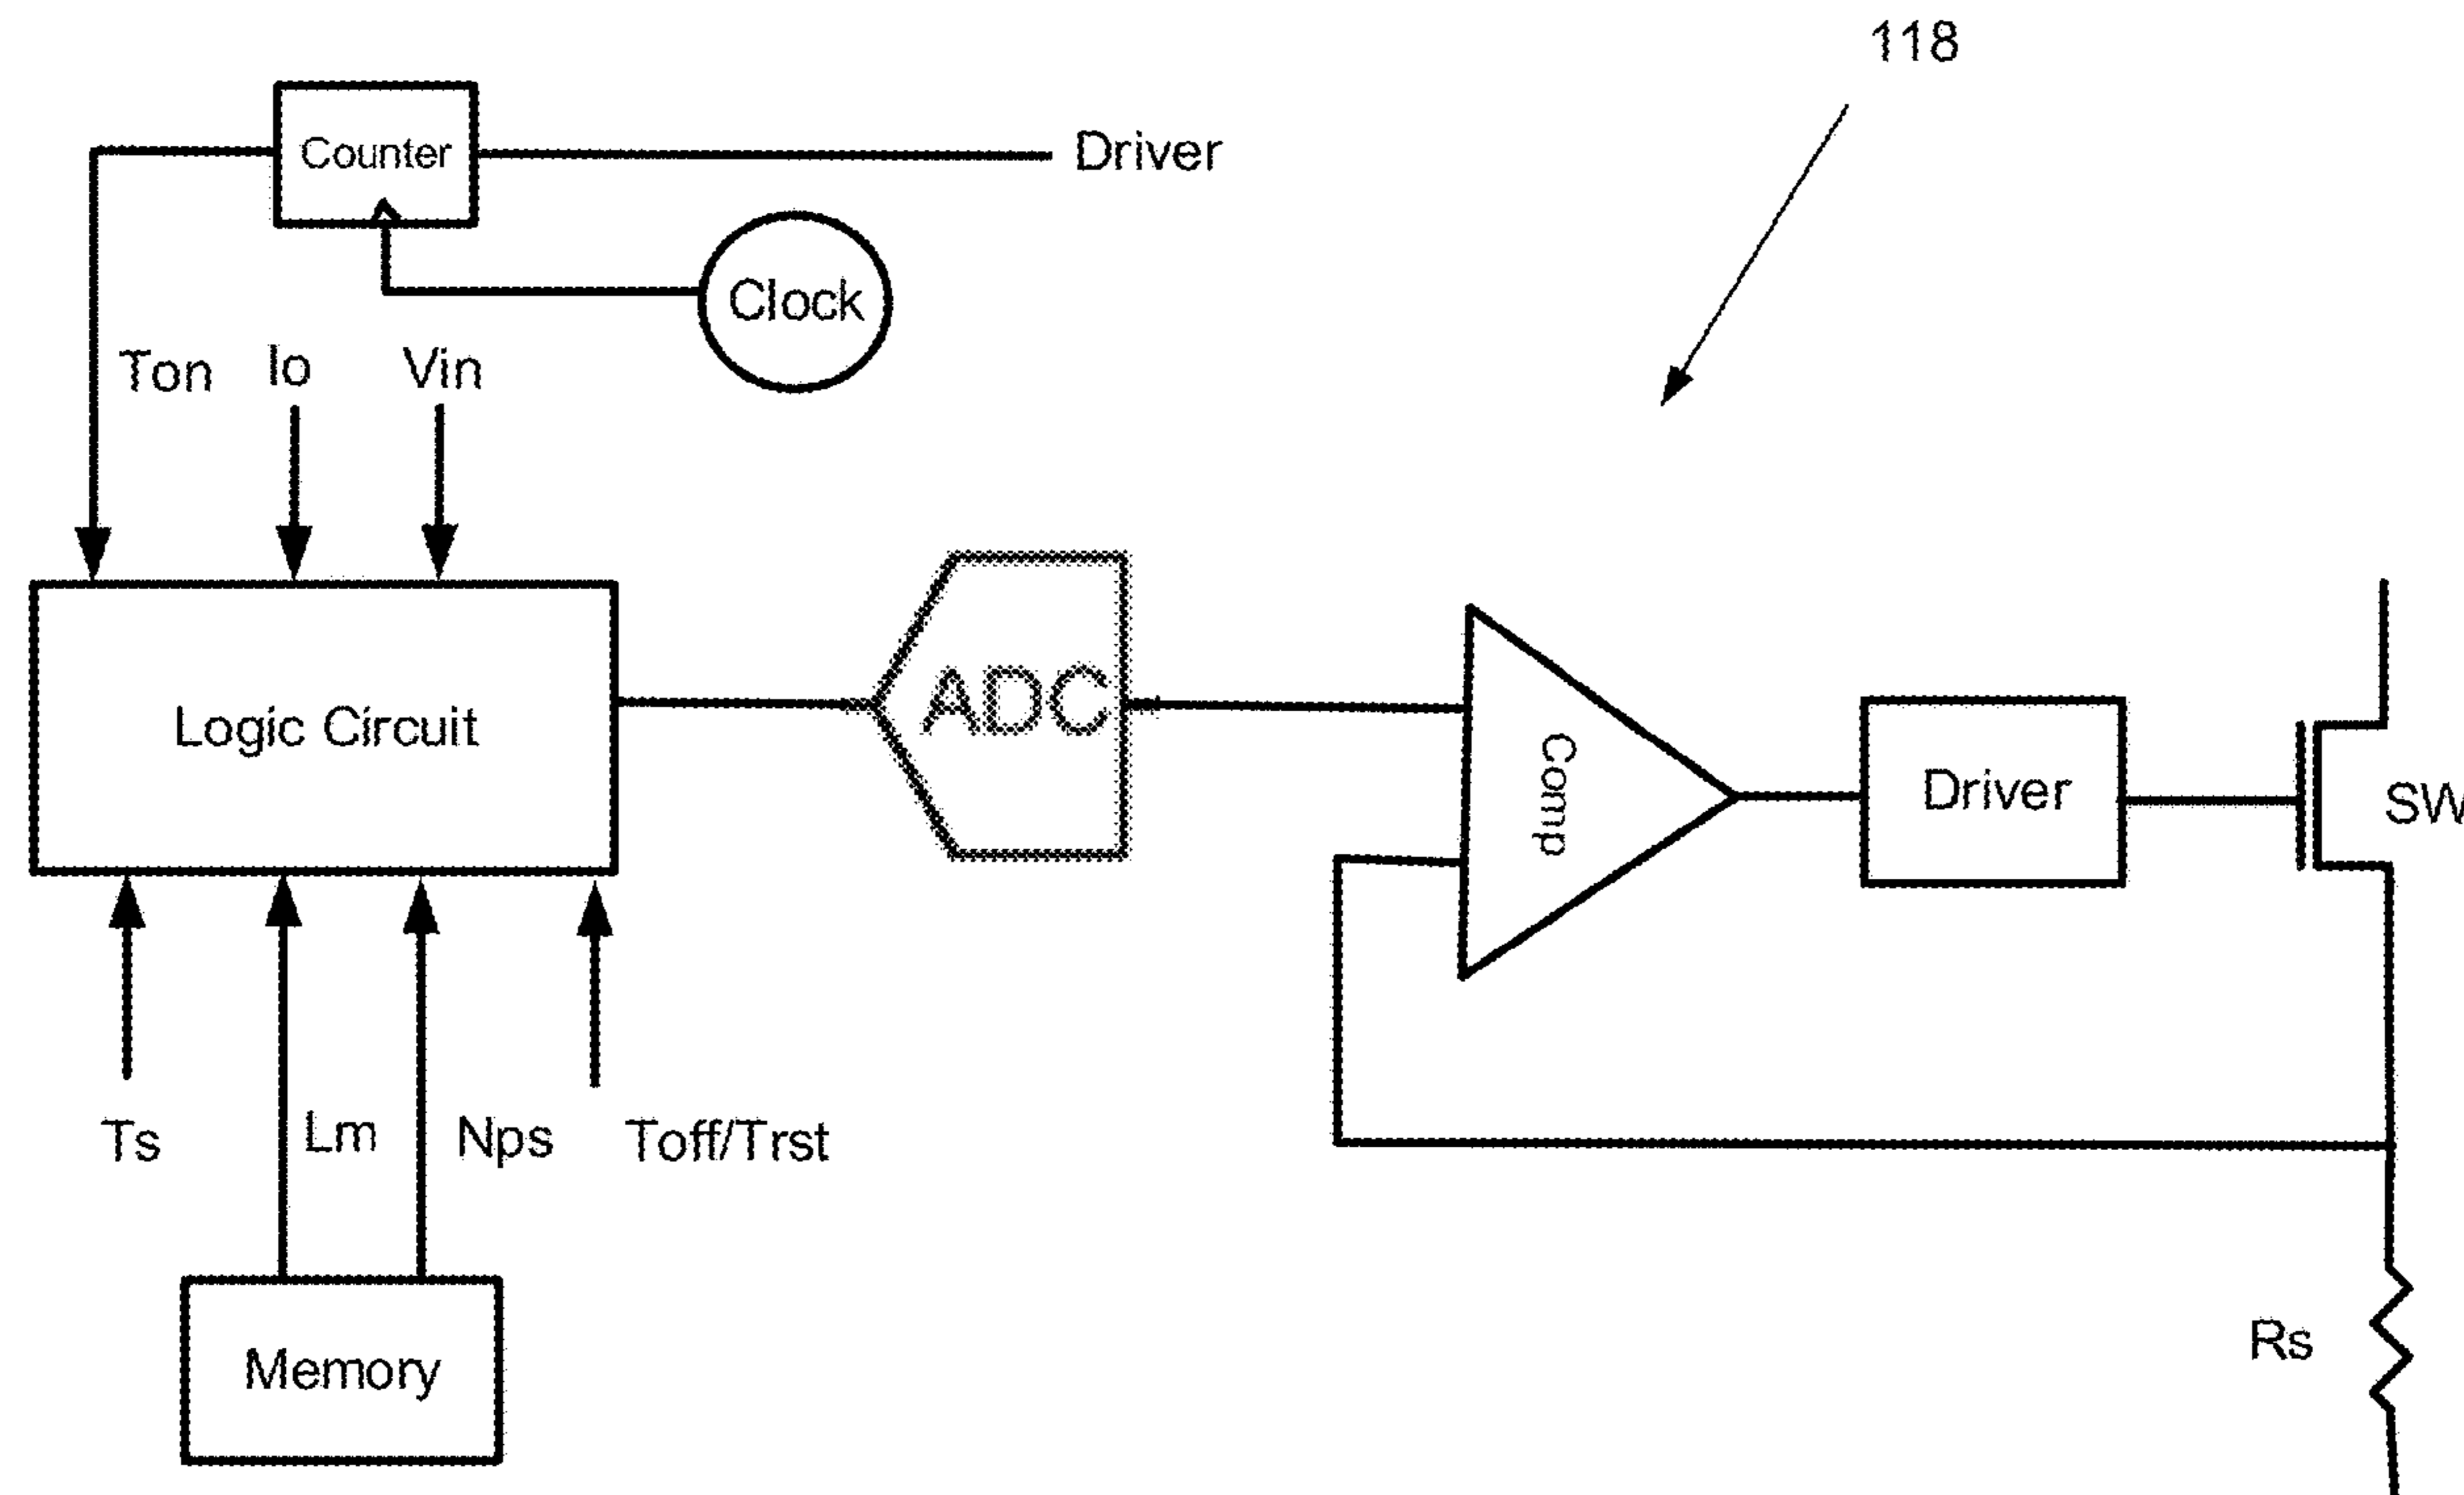 118
Counter
Driver
Clock
Ton
Io
Vin
Logic Circuit
ADC
Comp
Driver
SW
Ts
Lm
Nps
Toff/Trst
Memory
Rs